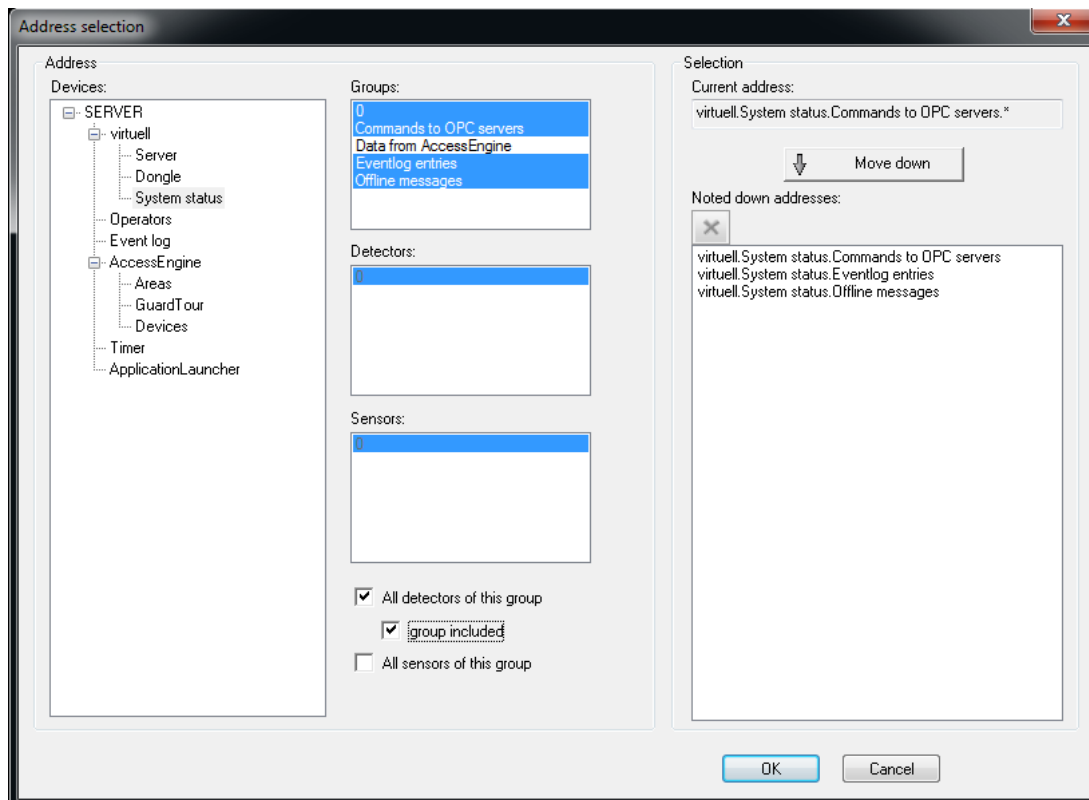 Address selection
Address
Devices:
SERVER
virtuell
Server
Dongle
System status
Operators
Event log
AccessEngine
Areas
GuardTour
Devices
Timer
ApplicationLauncher
Groups:
0
Commands to OPC servers
Data from AccessEngine
Eventlog entries
Offline messages
Detectors:
0
Sensors:
0
All detectors of this group
group included
All sensors of this group
Selection
Current address:
virtuell.System status.Commands to OPC servers.*
Move down
Noted down addresses:
virtuell.System status.Commands to OPC servers
virtuell.System status.Eventlog entries
virtuell.System status.Offline messages
OK
Cancel